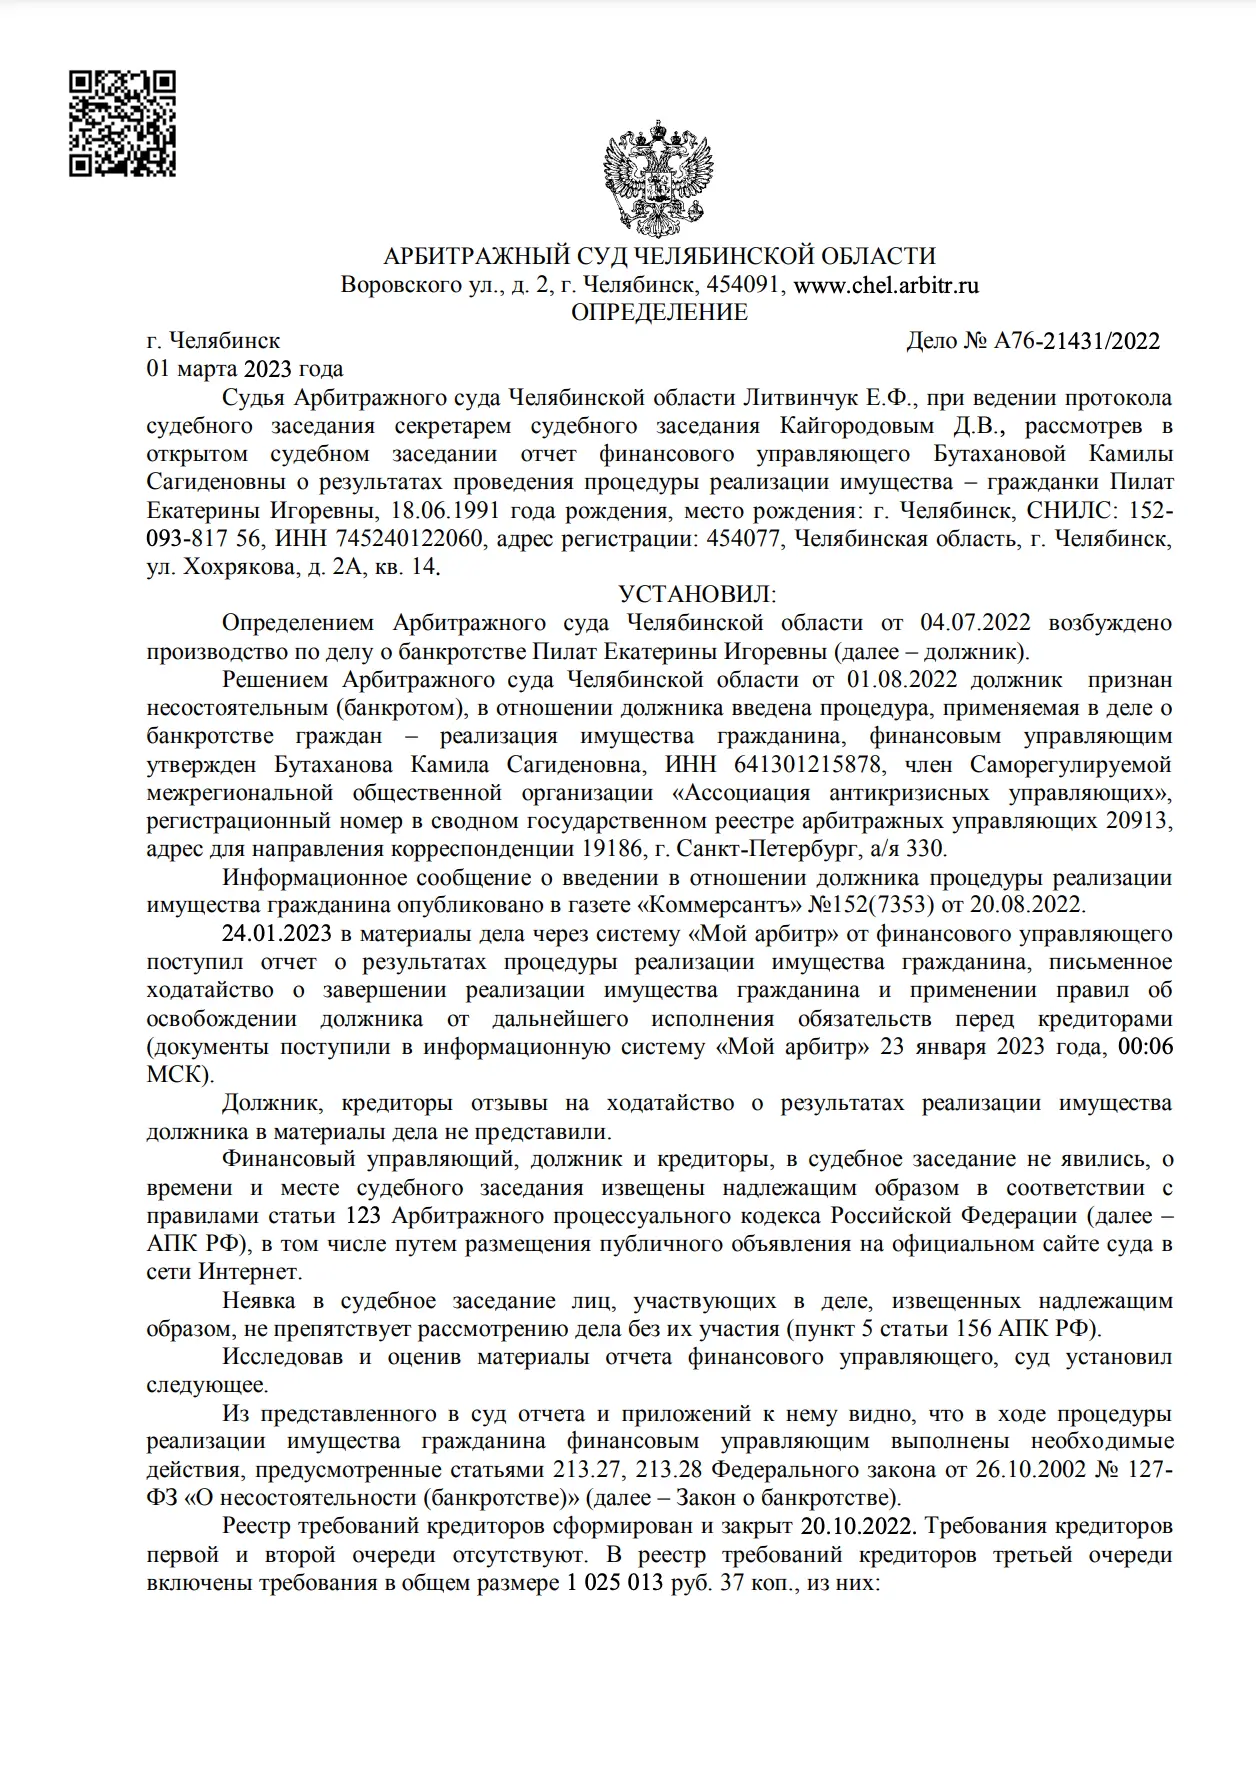 АРБИТРАЖНЫЙ СУД ЧЕЛЯБИНСКОЙ ОБЛАСТИ
Воровского ул., д. 2, г. Челябинск, 454091, www.chel.arbitr.ru
ОПРЕДЕЛЕНИЕ
г. Челябинск Дело № А76-21431/2022
01 марта 2023 года
Судья Арбитражного суда Челябинской области Литвинчук Е.Ф., при ведении протокола
судебного заседания секретарем судебного заседания Кайгородовым Д.В., рассмотрев в
открытом судебном заседании отчет финансового управляющего Бутахановой Камилы
Сагиденовны о результатах проведения процедуры реализации имущества – гражданки Пилат
Екатерины Игоревны, 18.06.1991 года рождения, место рождения: г. Челябинск, СНИЛС: 152-
093-817 56, ИНН 745240122060, адрес регистрации: 454077, Челябинская область, г. Челябинск,
ул. Хохрякова, д. 2А, кв. 14.
УСТАНОВИЛ:
Определением Арбитражного суда Челябинской области от 04.07.2022 возбуждено
производство по делу о банкротстве Пилат Екатерины Игоревны (далее – должник).
Решением Арбитражного суда Челябинской области от 01.08.2022 должник признан
несостоятельным (банкротом), в отношении должника введена процедура, применяемая в деле о
банкротстве граждан – реализация имущества гражданина, финансовым управляющим
утвержден Бутаханова Камила Сагиденовна, ИНН 641301215878, член Саморегулируемой
межрегиональной общественной организации «Ассоциация антикризисных управляющих»,
регистрационный номер в сводном государственном реестре арбитражных управляющих 20913,
адрес для направления корреспонденции 19186, г. Санкт-Петербург, а/я 330.
Информационное сообщение о введении в отношении должника процедуры реализации
имущества гражданина опубликовано в газете «Коммерсантъ» №152(7353) от 20.08.2022.
24.01.2023 в материалы дела через систему «Мой арбитр» от финансового управляющего
поступил отчет о результатах процедуры реализации имущества гражданина, письменное
ходатайство о завершении реализации имущества гражданина и применении правил об
освобождении должника от дальнейшего исполнения обязательств перед кредиторами
(документы поступили в информационную систему «Мой арбитр» 23 января 2023 года, 00:06
МСК).
Должник, кредиторы отзывы на ходатайство о результатах реализации имущества
должника в материалы дела не представили.
Финансовый управляющий, должник и кредиторы, в судебное заседание не явились, о
времени и месте судебного заседания извещены надлежащим образом в соответствии с
правилами статьи 123 Арбитражного процессуального кодекса Российской Федерации (далее –
АПК РФ), в том числе путем размещения публичного объявления на официальном сайте суда в
сети Интернет.
Неявка в судебное заседание лиц, участвующих в деле, извещенных надлежащим
образом, не препятствует рассмотрению дела без их участия (пункт 5 статьи 156 АПК РФ).
Исследовав и оценив материалы отчета финансового управляющего, суд установил
следующее.
Из представленного в суд отчета и приложений к нему видно, что в ходе процедуры
реализации имущества гражданина финансовым управляющим выполнены необходимые
действия, предусмотренные статьями 213.27, 213.28 Федерального закона от 26.10.2002 № 127-
ФЗ «О несостоятельности (банкротстве)» (далее – Закон о банкротстве).
Реестр требований кредиторов сформирован и закрыт 20.10.2022. Требования кредиторов
первой и второй очереди отсутствуют. В реестр требований кредиторов третьей очереди
включены требования в общем размере 1 025 013 руб. 37 коп., из них: